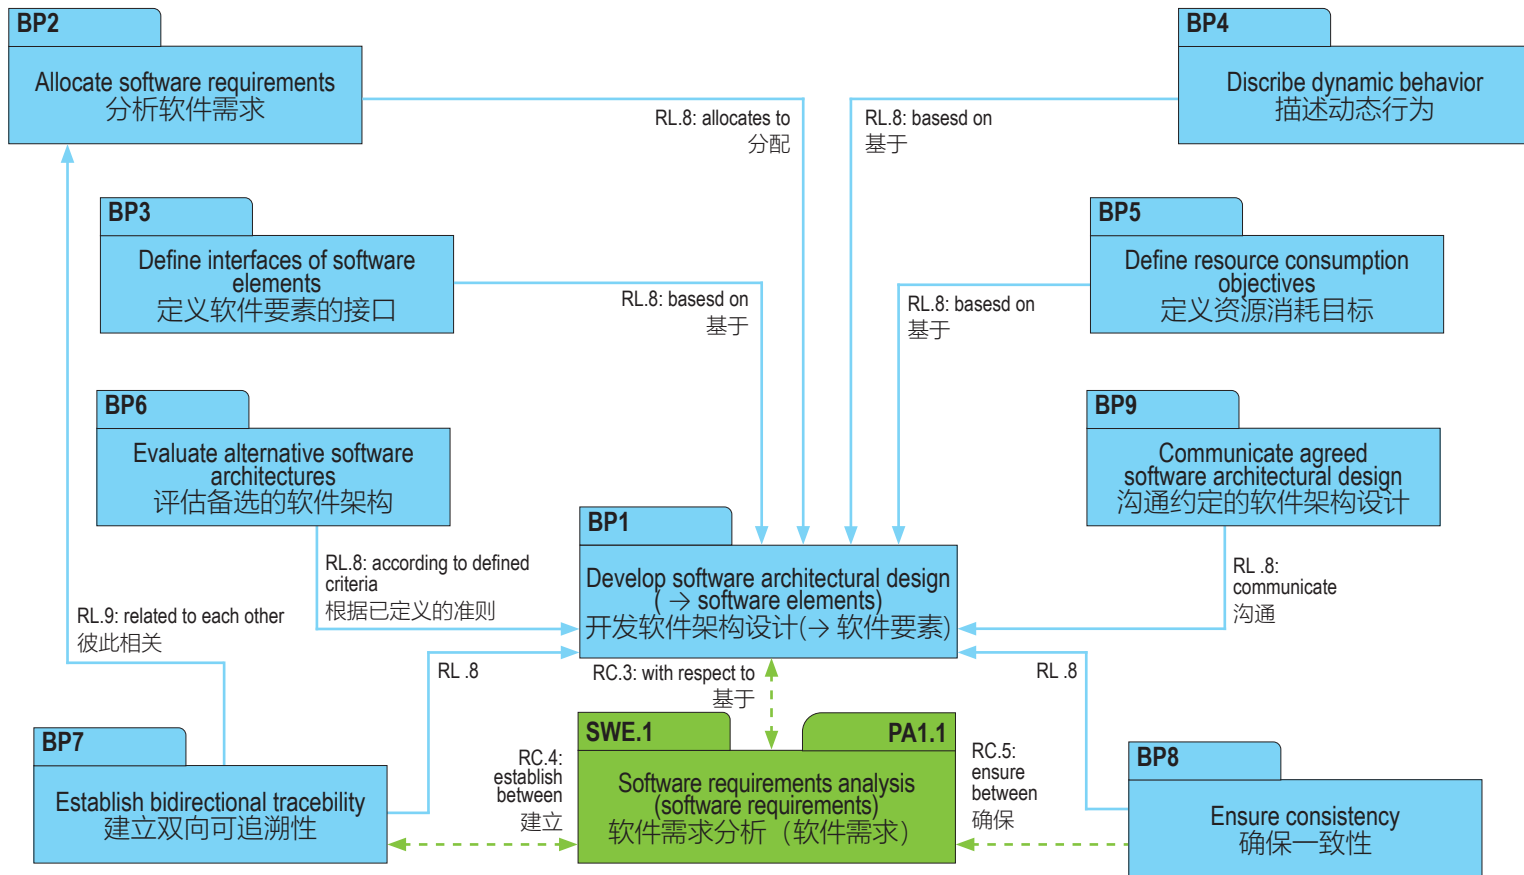 BP2
Allocate software requirements
分析软件需求
BP4
Discribe dynamic behavior
描述动态行为
RL.8: allocates to
分配
RL.8: basesd on
基于
BP3
Define interfaces of software
elements
定义软件要素的接口
RL.8: basesd on
基于
BP5
Define resource consumption
objectives
定义资源消耗目标
RL.8: basesd on
基于
BP6
Evaluate alternative software
architectures
评估备选的软件架构
BP9
Communicate agreed
software architectural design
沟通约定的软件架构设计
BP1
Develop software architectural design
( → software elements)
开发软件架构设计(→ 软件要素)
RL.8: according to defined
criteria
根据已定义的准则
RL .8:
communicate
沟通
RL.9: related to each other
彼此相关
RL .8
RC.3: with respect to
基于
RL .8
BP7
Establish bidirectional tracebility
建立双向可追溯性
RC.4:
establish
between
建立
SWE.1 PA1.1
Software requirements analysis
(software requirements)
软件需求分析（软件需求）
RC.5:
ensure
between
确保
BP8
Ensure consistency
确保一致性